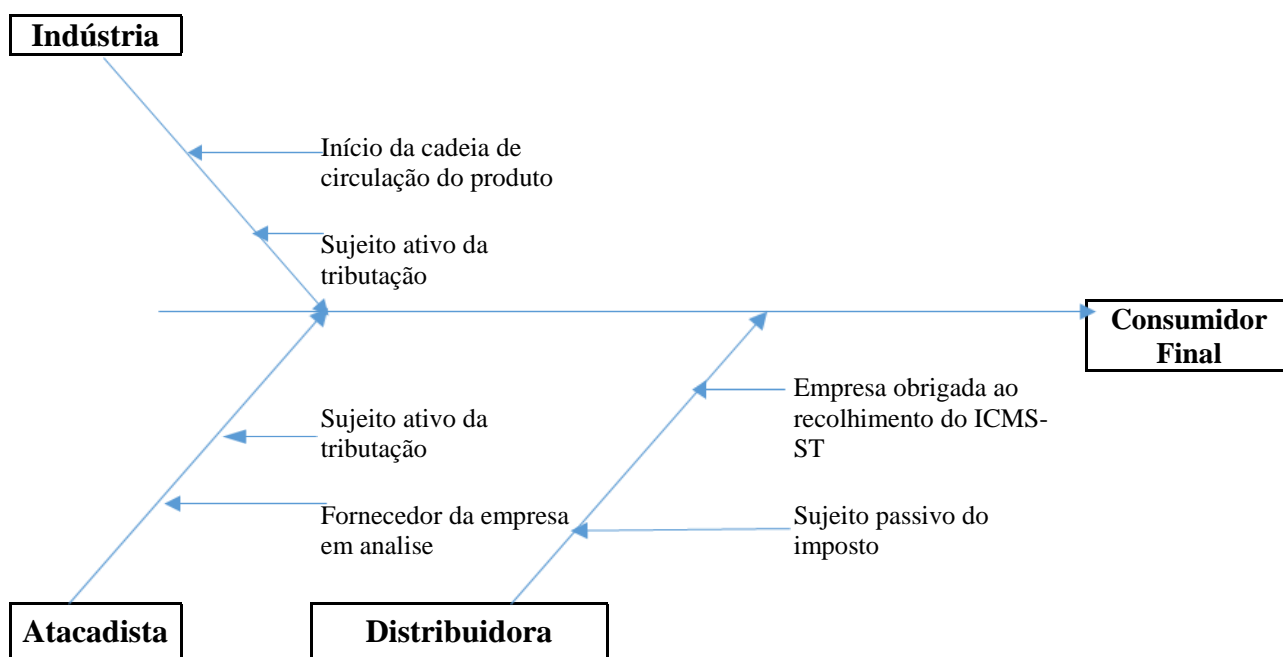 Indústria
Início da cadeia de
circulação do produto
Sujeito ativo da
tributação
Consumidor
Final
Sujeito ativo da
tributação
Fornecedor da empresa
em analise
Empresa obrigada ao
recolhimento do ICMS-
ST
Sujeito passivo do
imposto
Atacadista
Distribuidora